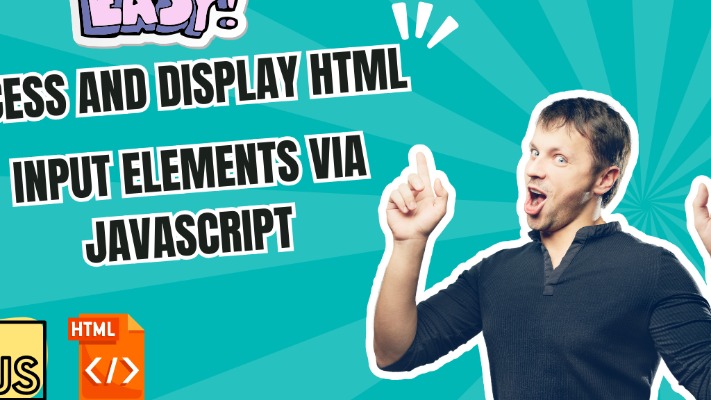 EASY!
CESS AND DISPLAY HTML
INPUT ELEMENTS VIA
JAVASCRIPT
HTML
</>
JS